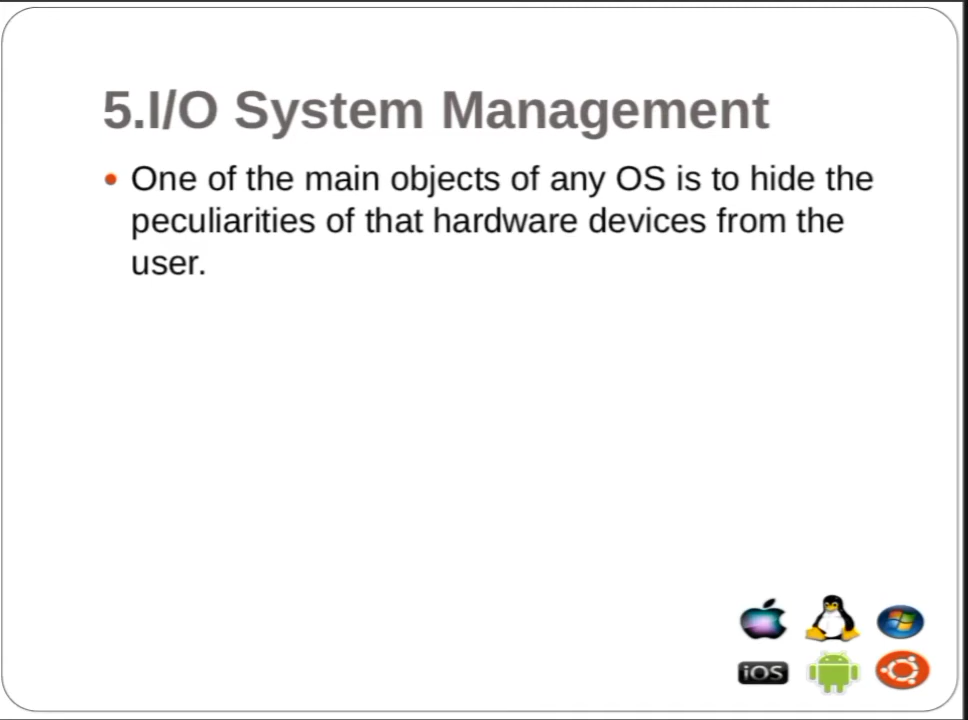 5.I/O System Management
One of the main objects of any OS is to hide the
peculiarities of that hardware devices from the
user.
iOS